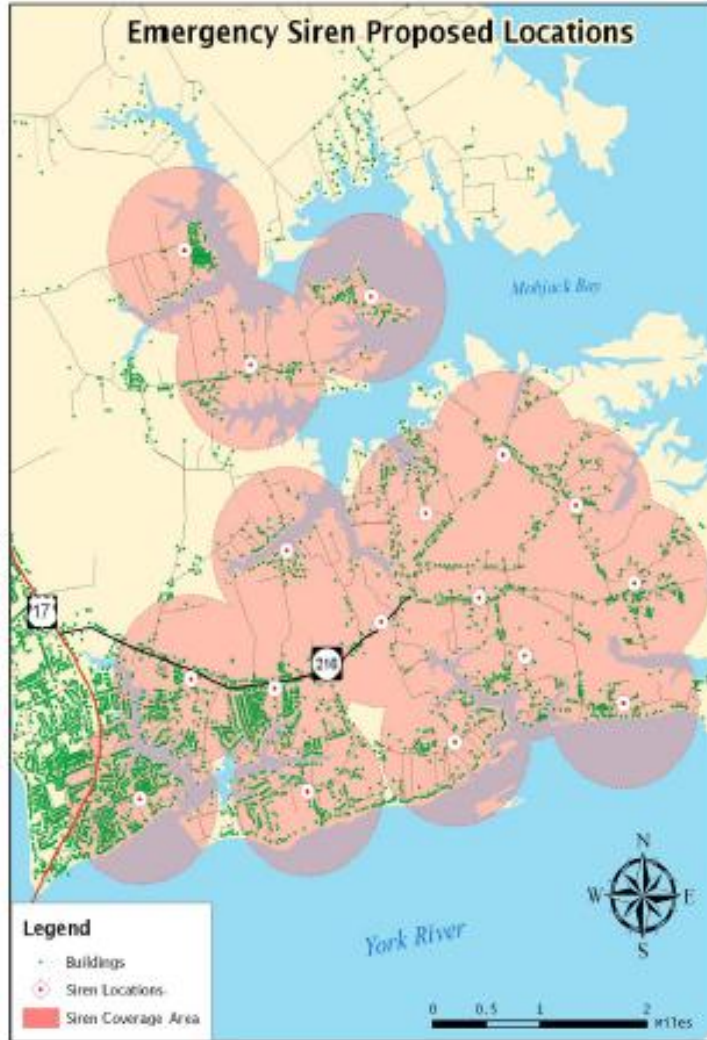 Emergency Siren Proposed Locations
Mobjack Bay
17
216
N
W E
S
York River
Legend
Buildings
Siren Locations
Siren Coverage Area
0 0.5 1 2
Miles